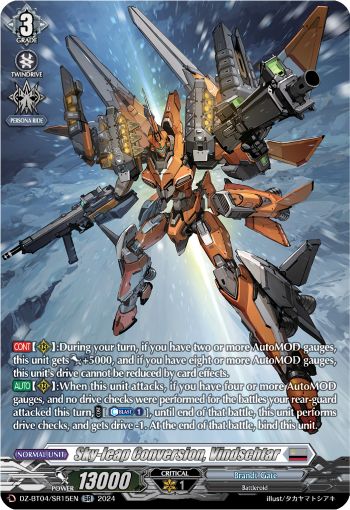 3
GRADE
TWINDRIVE
PERSONA RIDE
CONT【】:During your turn, if you have two or more AutoMOD gauges,
this unit gets +5000, and if you have eight or more AutoMOD gauges,
this unit's drive cannot be reduced by card effects.
AUTO【】:When this unit attacks, if you have four or more AutoMOD
gauges, and no drive checks were performed for the battles your rear-guard
attacked this turn,[BLAST 1], until end of that battle, this unit performs
drive checks, and gets drive -1. At the end of that battle, bind this unit.
NORMAL UNIT
Sky-leap Conversion, Vindschtar
POWER 13000
CRITICAL
1
Brandt Gate
Battleroid
DZ-BT04/SR15EN SR 2024
illust/タカヤマトシアキ